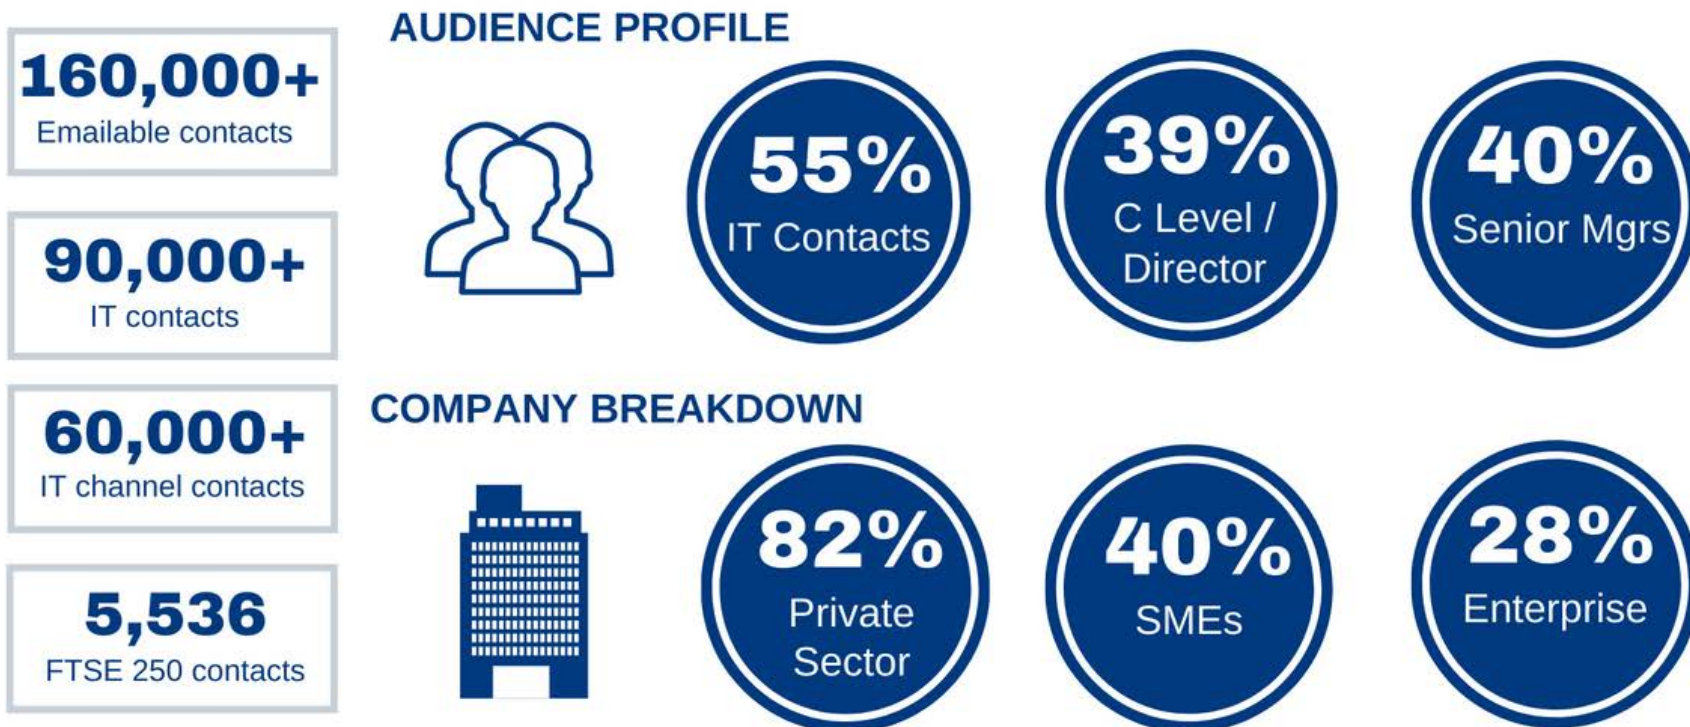 160,000+
Emailable contacts
90,000+
IT contacts
60,000+
IT channel contacts
5,536
FTSE 250 contacts
AUDIENCE PROFILE
55%
IT Contacts
39%
C Level /
Director
40%
Senior Mgrs
COMPANY BREAKDOWN
82%
Private
Sector
40%
SMEs
28%
Enterprise